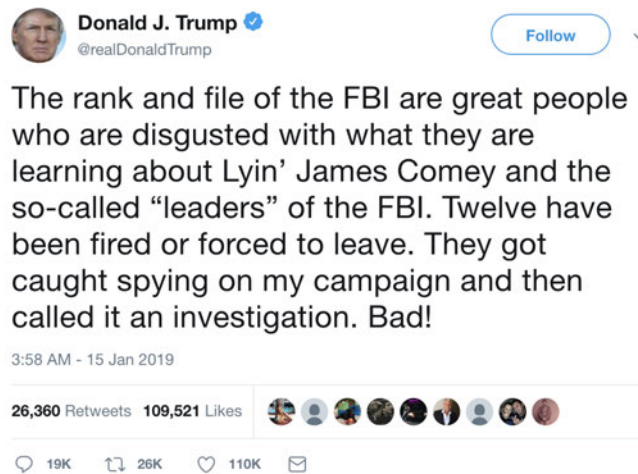 Donald J. Trump
@realDonaldTrump
Follow
The rank and file of the FBI are great people
who are disgusted with what they are
learning about Lyin’ James Comey and the
so-called “leaders” of the FBI. Twelve have
been fired or forced to leave. They got
caught spying on my campaign and then
called it an investigation. Bad!
3:58 AM - 15 Jan 2019
26,360 Retweets 109,521 Likes
19K 26K 110K